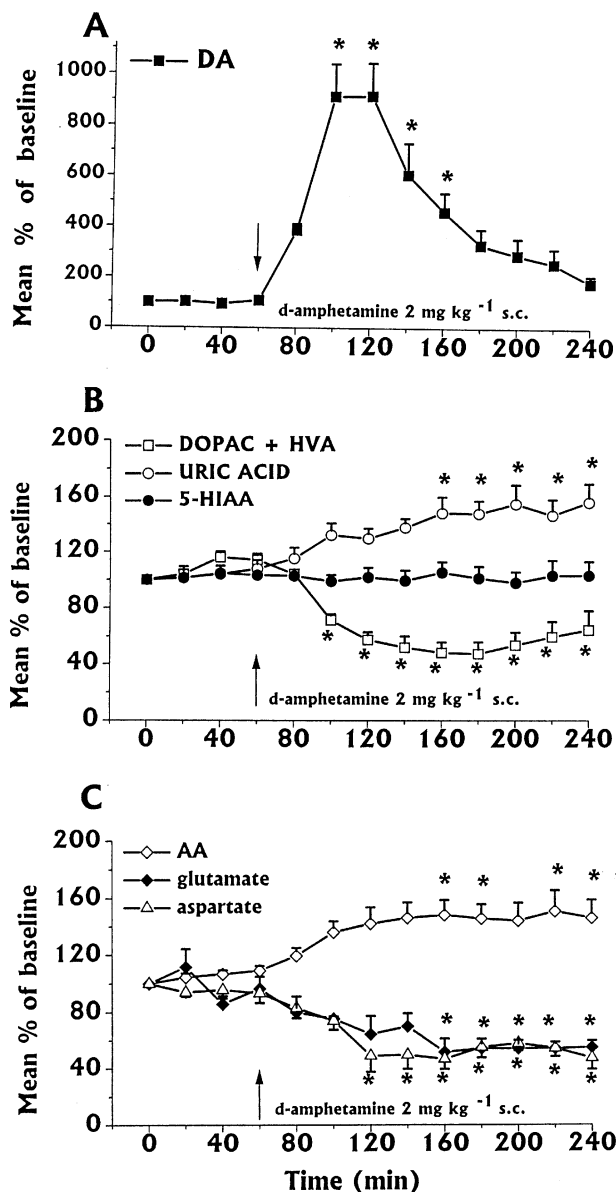 A
DA
Mean % of baseline
1000
800
600
400
200
0
* * * *
d-amphetamine 2 mg kg -1 s.c.
0 40 80 120 160 200 240
B
DOPAC + HVA
URIC ACID
5-HIAA
Mean % of baseline
200
160
120
80
40
0
* * * * *
* * * * * * * *
d-amphetamine 2 mg kg -1 s.c.
0 40 80 120 160 200 240
C
AA
glutamate
aspartate
Mean % of baseline
200
160
120
80
40
0
* * * *
* * * * *
* * * * * * *
d-amphetamine 2 mg kg -1 s.c.
0 40 80 120 160 200 240
Time (min)